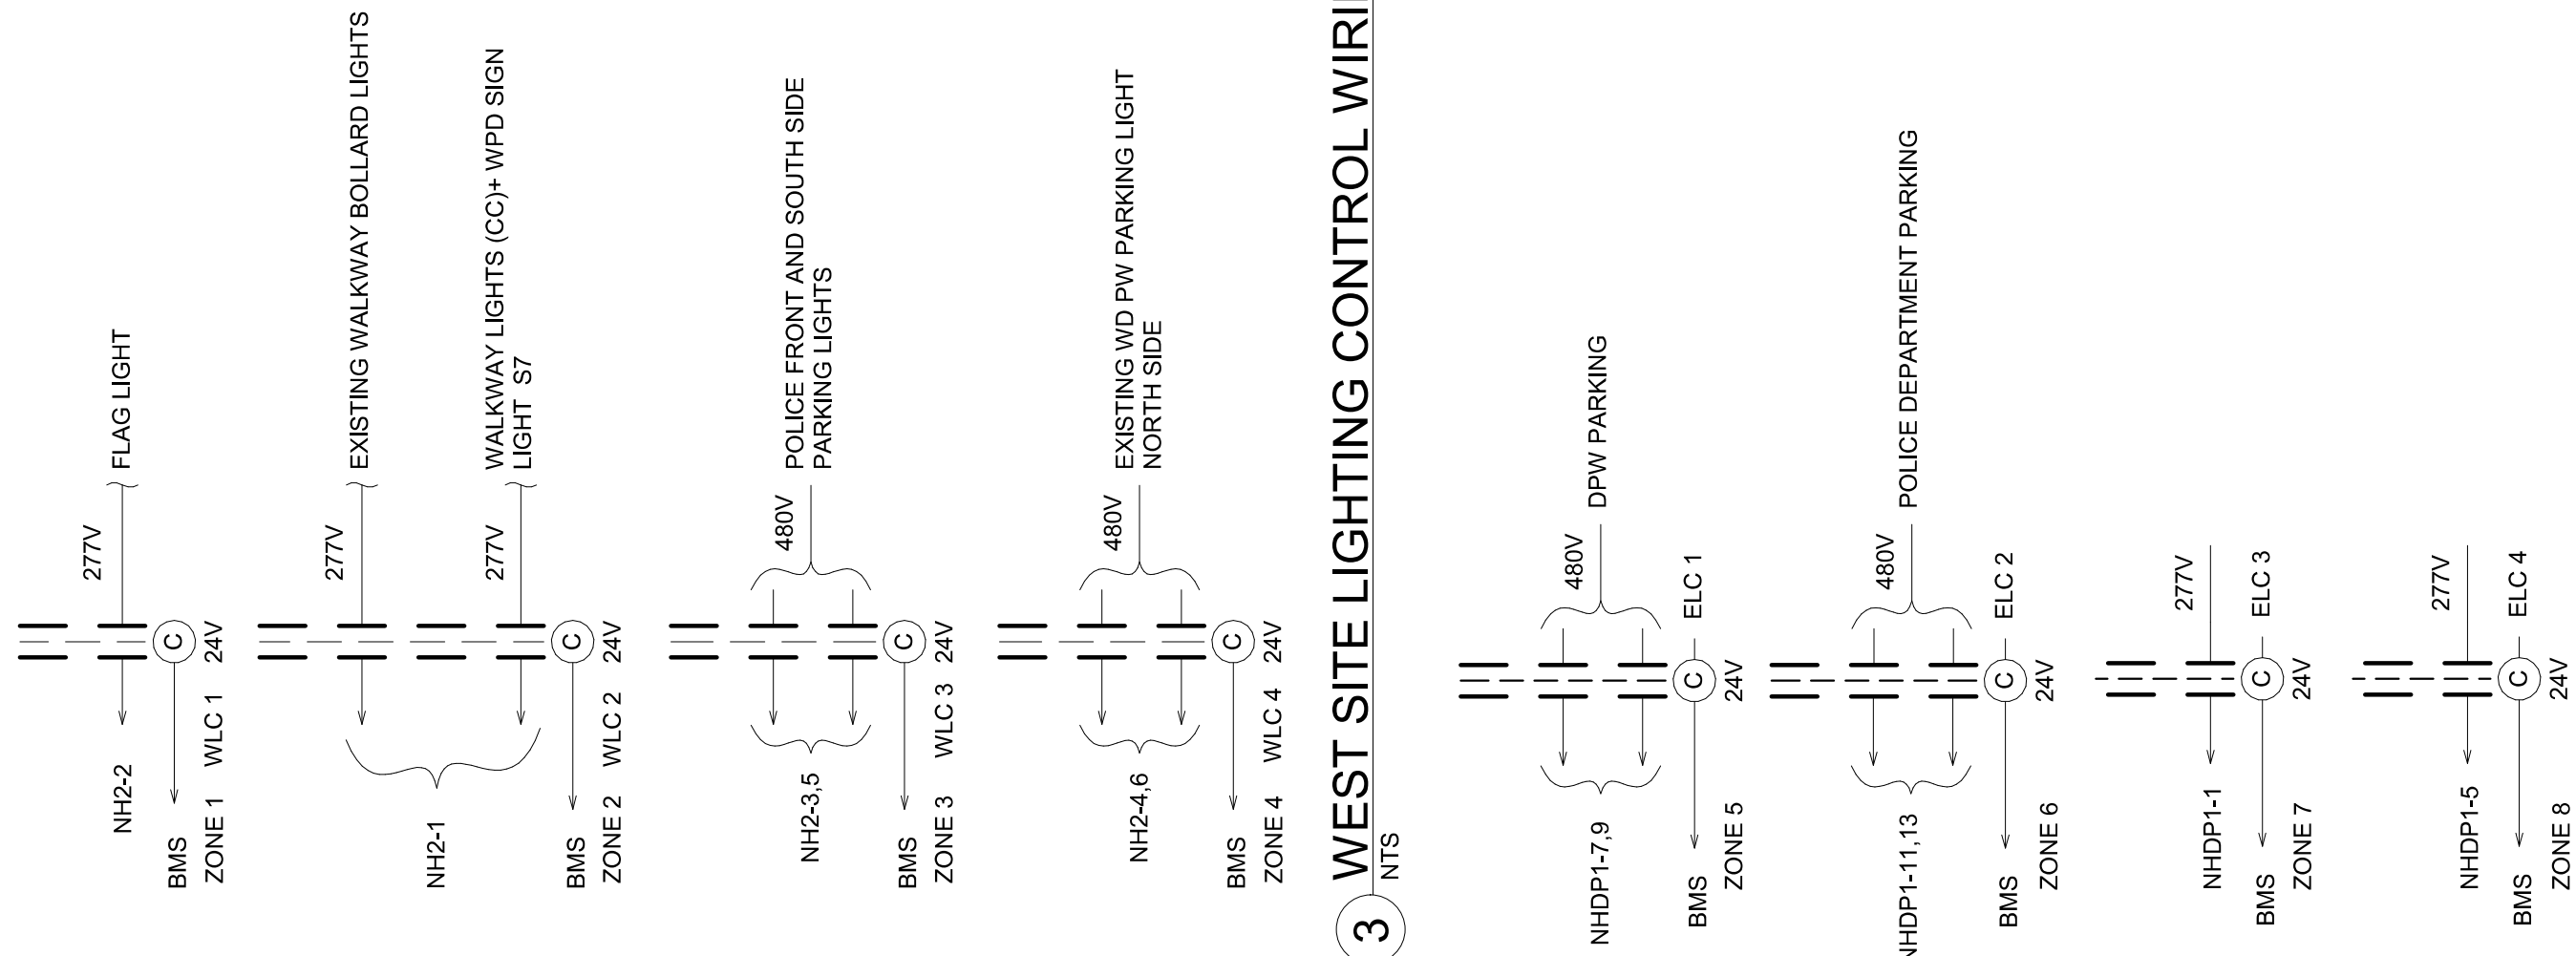 277V
FLAG LIGHT
NH2-2
24V
C
BMS
ZONE 1
WLC 1
277V
EXISTING WALKWAY BOLLARD LIGHTS
277V
WALKWAY LIGHTS (CC)+ WPD SIGN
LIGHT S7
NH2-1
C
24V
BMS
ZONE 2
WLC 2
480V
POLICE FRONT AND SOUTH SIDE
PARKING LIGHTS
NH2-3,5
C
24V
BMS
ZONE 3
WLC 3
480V
EXISTING WD PW PARKING LIGHT
NORTH SIDE
NH2-4,6
C
24V
BMS
ZONE 4
WLC 4
3
WEST SITE LIGHTING CONTROL
NTS
480V
DPW PARKING
NHDP1-7,9
C
ELC 1
24V
BMS
ZONE 5
480V
POLICE DEPARTMENT PARKING
NHDP1-11,13
C
ELC 2
24V
BMS
ZONE 6
277V
NHDP1-1
C
ELC 3
24V
BMS
ZONE 7
277V
NHDP1-5
C
ELC 4
24V
BMS
ZONE 8